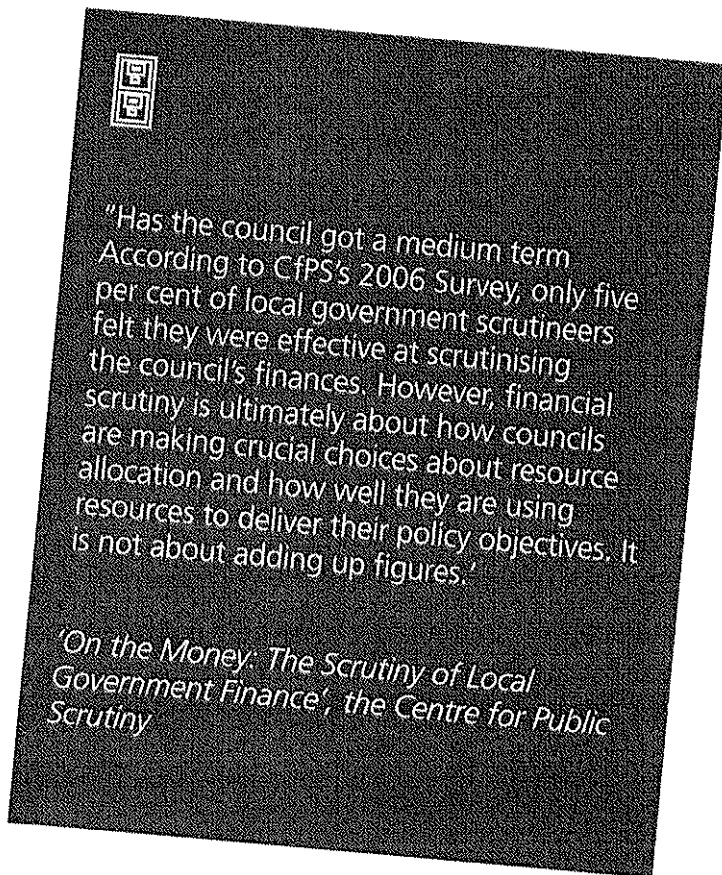 "Has the council got a medium term
According to CfPS's 2006 Survey, only five
per cent of local government scrutineers
felt they were effective at scrutinising
the council's finances. However, financial
scrutiny is ultimately about how councils
are making crucial choices about resource
allocation and how well they are using
resources to deliver their policy objectives. It
is not about adding up figures.'
'On the Money: The Scrutiny of Local
Government Finance', the Centre for Public
Scrutiny